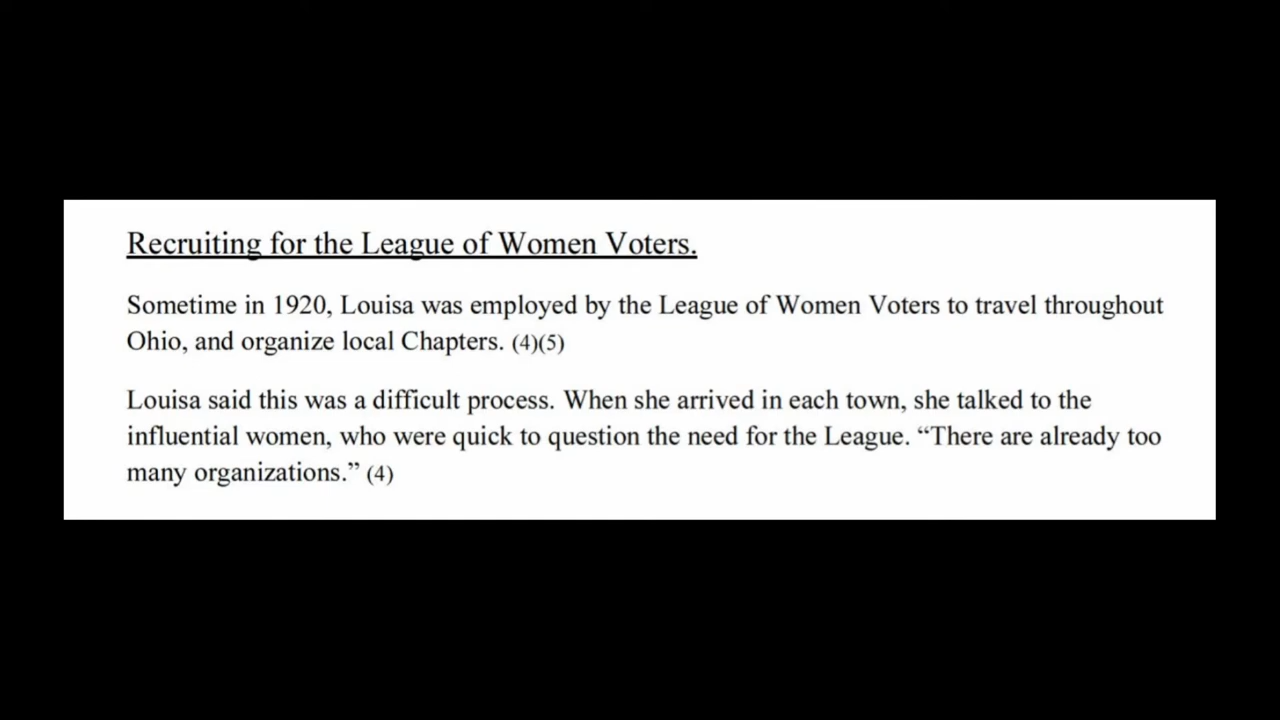 Recruiting for the League of Women Voters.
Sometime in 1920, Louisa was employed by the League of Women Voters to travel throughout
Ohio, and organize local Chapters. (4)(5)
Louisa said this was a difficult process. When she arrived in each town, she talked to the
influential women, who were quick to question the need for the League. “There are already too
many organizations.” (4)